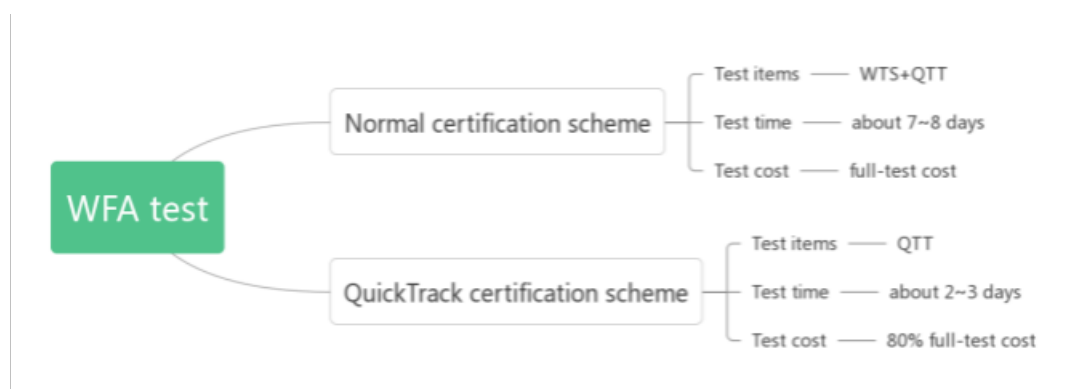 WFA test
Normal certification scheme
Test items
WTS+QTT
Test time
about 7~8 days
Test cost
full-test cost
QuickTrack certification scheme
Test items
QTT
Test time
about 2~3 days
Test cost
80% full-test cost